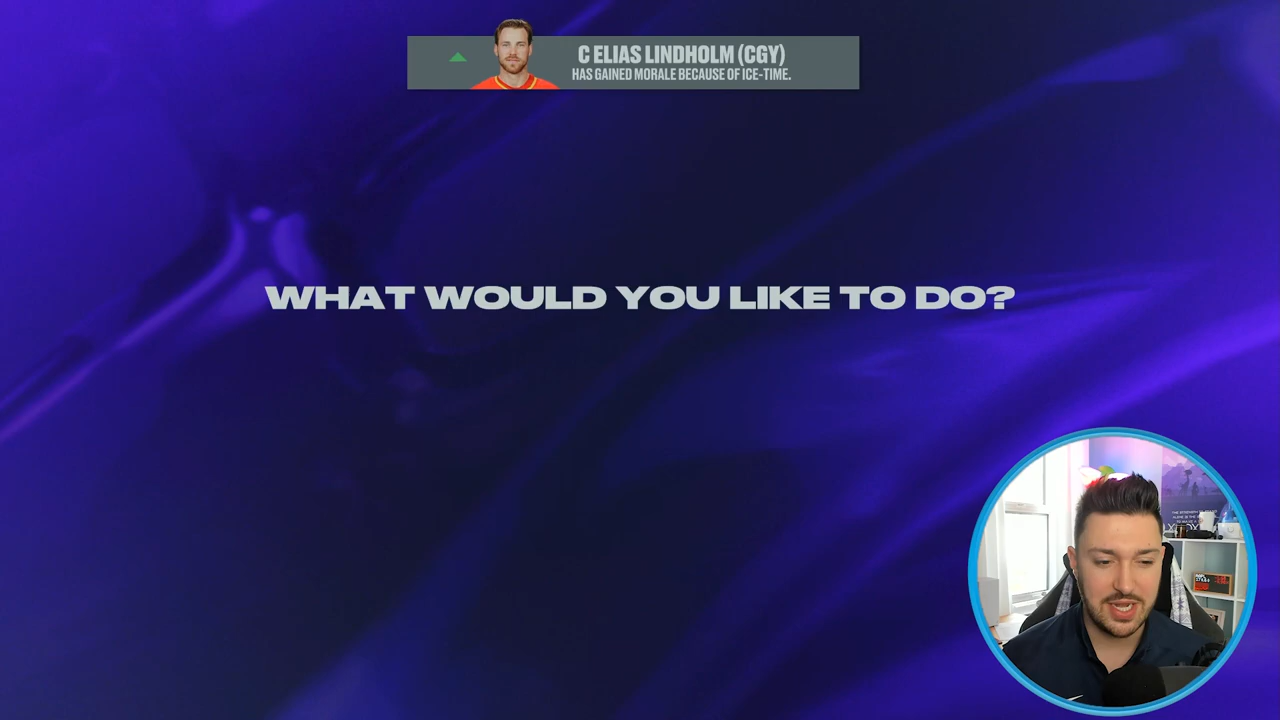 C ELIAS LINDHOLM (CGY)
HAS GAINED MORALE BECAUSE OF ICE-TIME.
WHAT WOULD YOU LIKE TO DO?